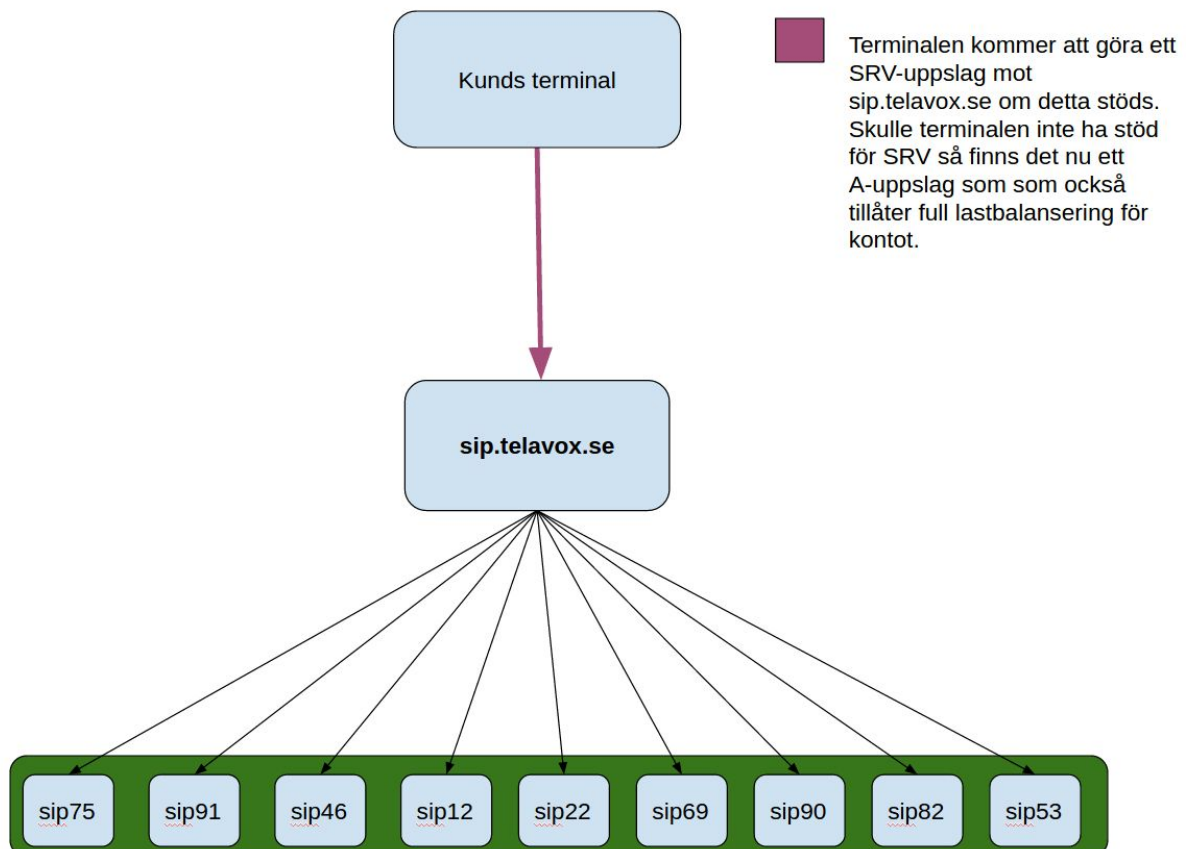 Kunds terminal
Terminalen kommer att göra ett
SRV-uppslag mot
sip.telavox.se om detta stöds.
Skulle terminalen inte ha stöd
för SRV så finns det nu ett
A-uppslag som som också
tillåter full lastbalansering för
kontot.
sip.telavox.se
sip75 sip91 sip46 sip12 sip22 sip69 sip90 sip82 sip53